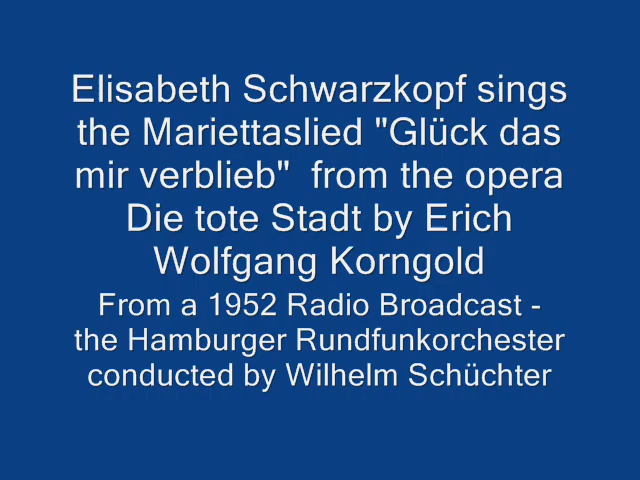 Elisabeth Schwarzkopf sings
the Mariettaslied "Glück das
mir verblieb"  from the opera
Die tote Stadt by Erich
Wolfgang Korngold
From a 1952 Radio Broadcast -
the Hamburger Rundfunkorchester
conducted by Wilhelm Schüchter